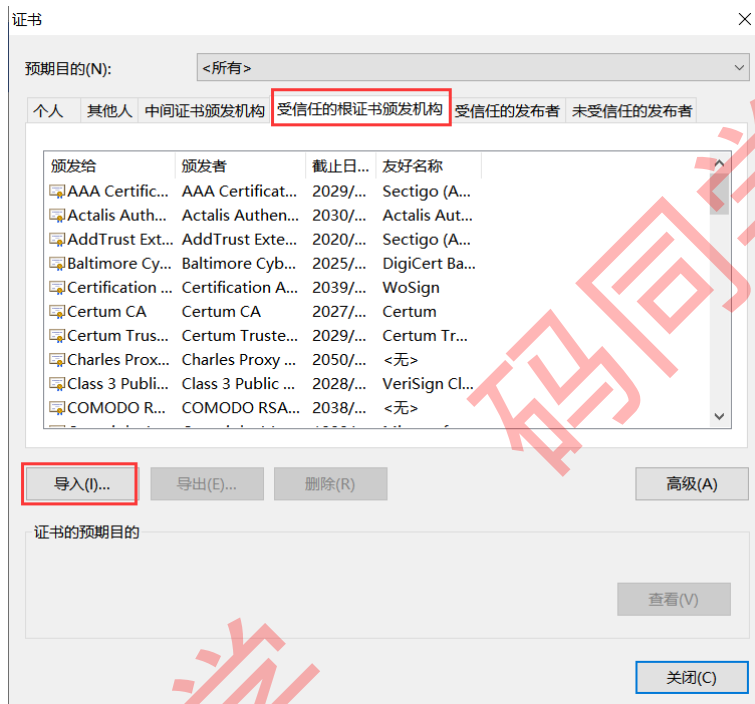 证书
预期目的(N): <所有>
个人 其他人 中间证书颁发机构 受信任的根证书颁发机构 受信任的发布者 未受信任的发布者
颁发给 颁发者 截止日... 友好名称
AAA Certific... AAA Certificat... 2029/... Sectigo (A...
Actalis Auth... Actalis Authen... 2030/... Actalis Aut...
AddTrust Ext... AddTrust Exte... 2020/... Sectigo (A...
Baltimore Cy... Baltimore Cyb... 2025/... DigiCert Ba...
Certification ... Certification A... 2039/... WoSign
Certum CA Certum CA 2027/... Certum
Certum Trus... Certum Truste... 2029/... Certum Tr...
Charles Prox... Charles Proxy ... 2050/... <无>
Class 3 Publi... Class 3 Public ... 2028/... VeriSign Cl...
COMODO R... COMODO RSA... 2038/... <无>
导入(I)... 导出(E)... 删除(R) 高级(A)
证书的预期目的
查看(V)
关闭(C)
码同学
学